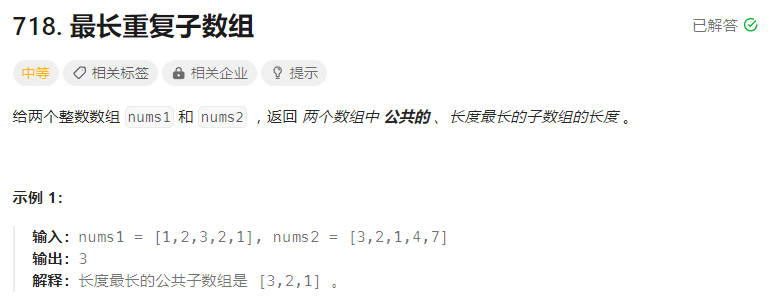 718. 最长重复子数组
已解答
中等 相关标签 相关企业 提示
给两个整数数组 nums1 和 nums2 ，返回 两个数组中 公共的 、长度最长的子数组的长度 。
示例 1：
输入：nums1 = [1,2,3,2,1], nums2 = [3,2,1,4,7]
输出：3
解释：长度最长的公共子数组是 [3,2,1] 。